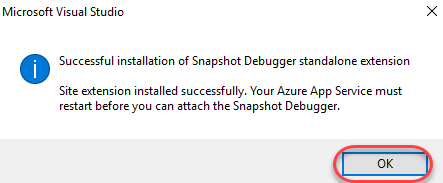 Microsoft Visual Studio
Successful installation of Snapshot Debugger standalone extension
Site extension installed successfully. Your Azure App Service must
restart before you can attach the Snapshot Debugger.
OK